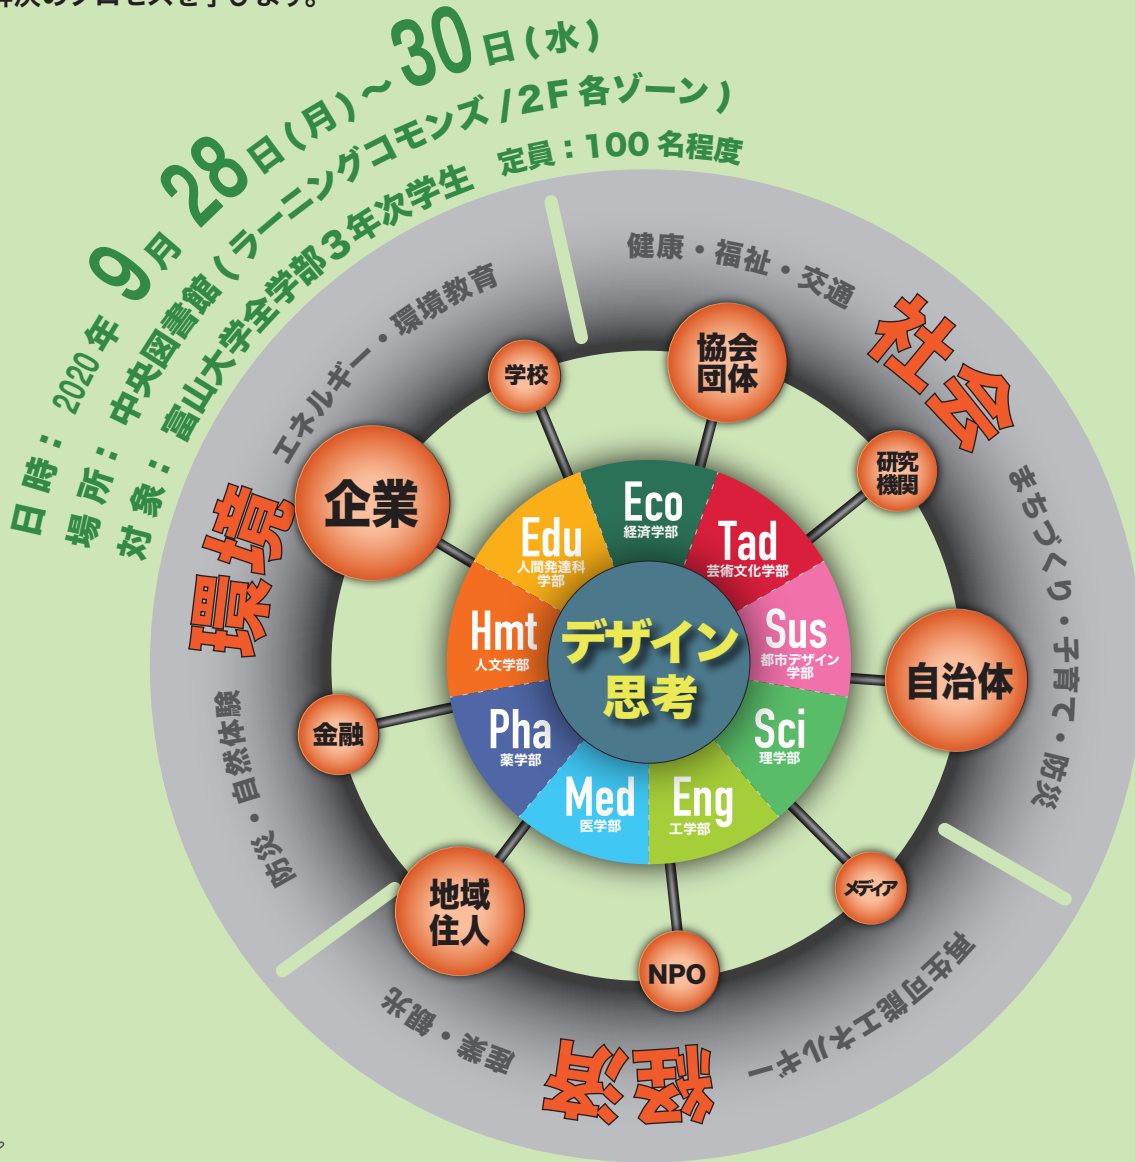 日時：2020年 9月28日(月)～30日(水)
場所：中央図書館(ラーニングコモンズ/2F各ゾーン)
対象：富山大学全学部3年次学生 定員：100名程度
健康・福祉・交通
社会
まちづくり・子育て・防災
エネルギー・環境教育
環境
防災・自然体験
産業・観光
経済
再生可能エネルギー
学校
協会
団体
研究
機関
企業
自治体
金融
地域
住人
NPO
メディア
Eco
経済学部
Tad
芸術文化学部
Sus
都市デザイン
学部
Sci
理学部
Eng
工学部
Med
医学部
Pha
薬学部
Hmt
人文学部
Edu
人間発達科
学部
デザイン
思考